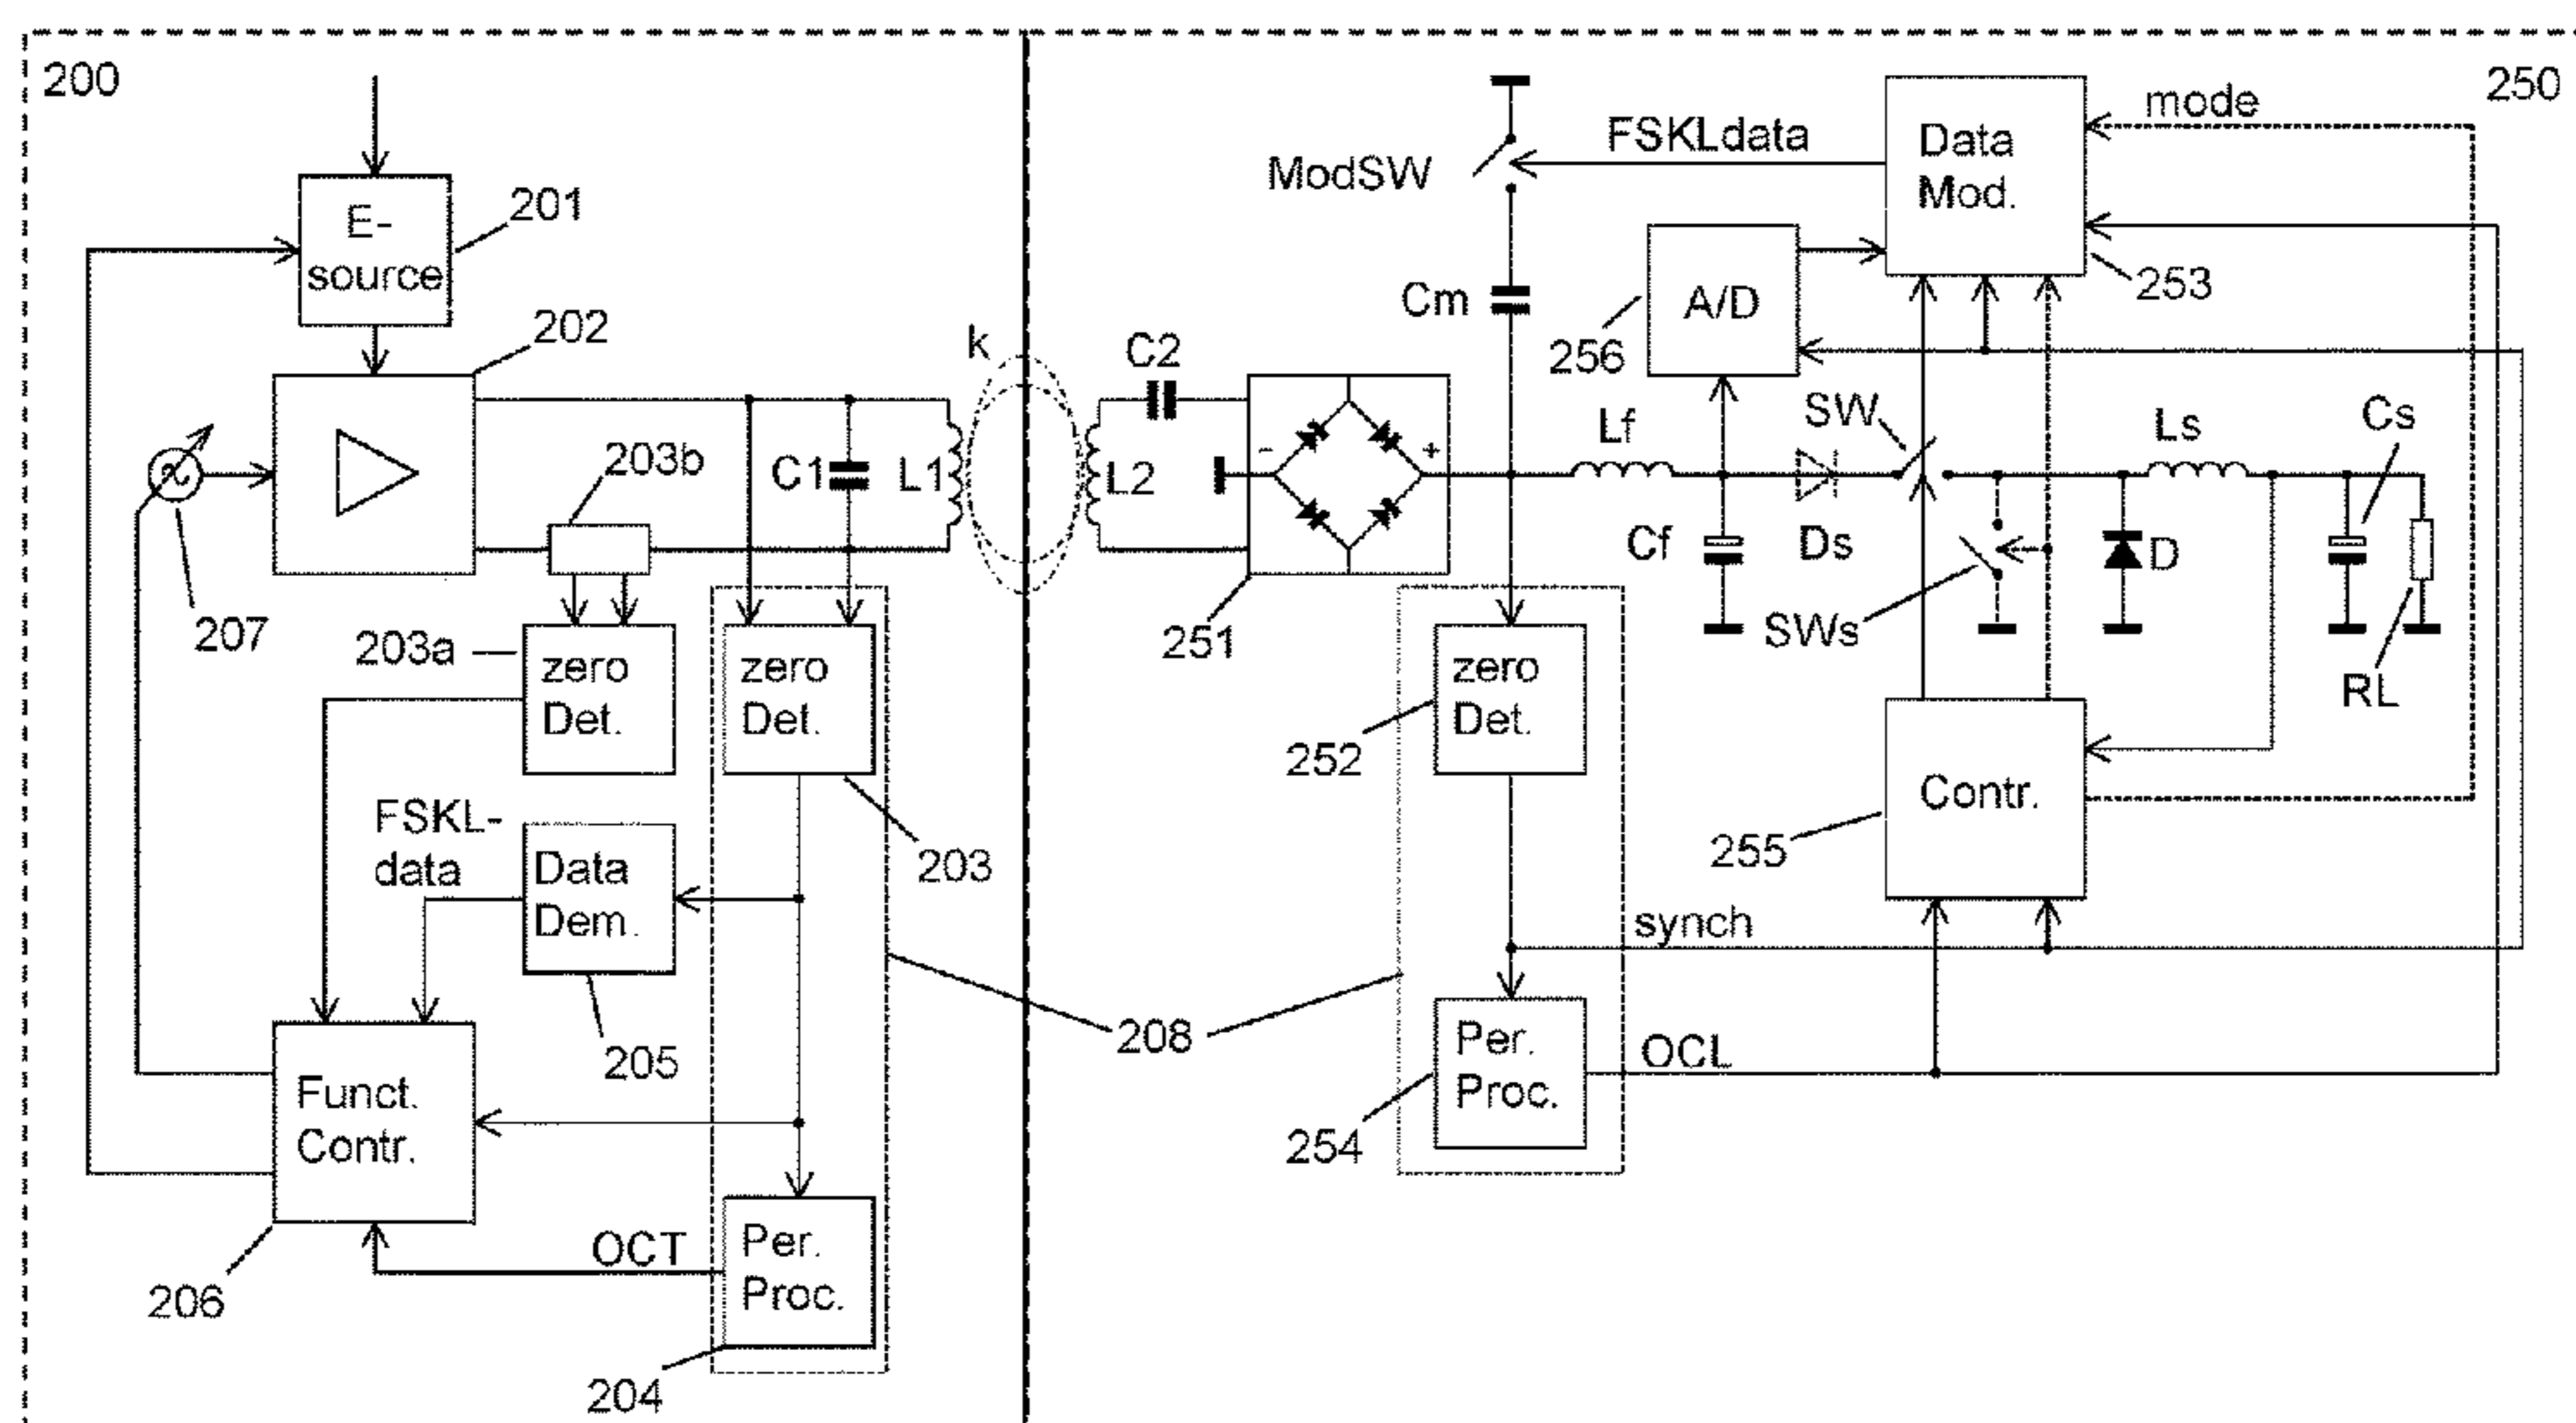 200
E-
source
201
202
207
203b
C1
L1
k
203a
zero
Det.
zero
Det.
203
FSKL-
data
Data
Dem.
205
Funct.
Contr.
206
OCT
Per.
Proc.
204
208
250
mode
FSKLdata
Data
Mod.
253
ModSW
Cm
A/D
256
C2
L2
-
+
251
Lf
Cf
Ds
SW
SWs
D
Ls
Cs
RL
zero
Det.
252
Contr.
255
synch
Per.
Proc.
254
OCL